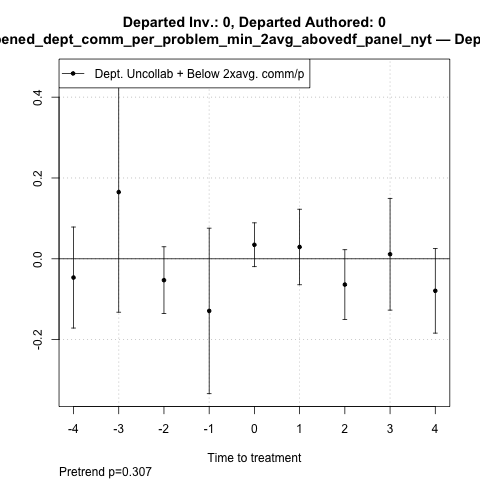 Departed Inv.: 0, Departed Authored: 0
ened_dept_comm_per_problem_min_2avg_abovedf_panel_nyt — Dep
Dept. Uncollab + Below 2xavg. comm/p
0.4
0.2
0.0
-0.2
-4 -3 -2 -1 0 1 2 3 4
Time to treatment
Pretrend p=0.307